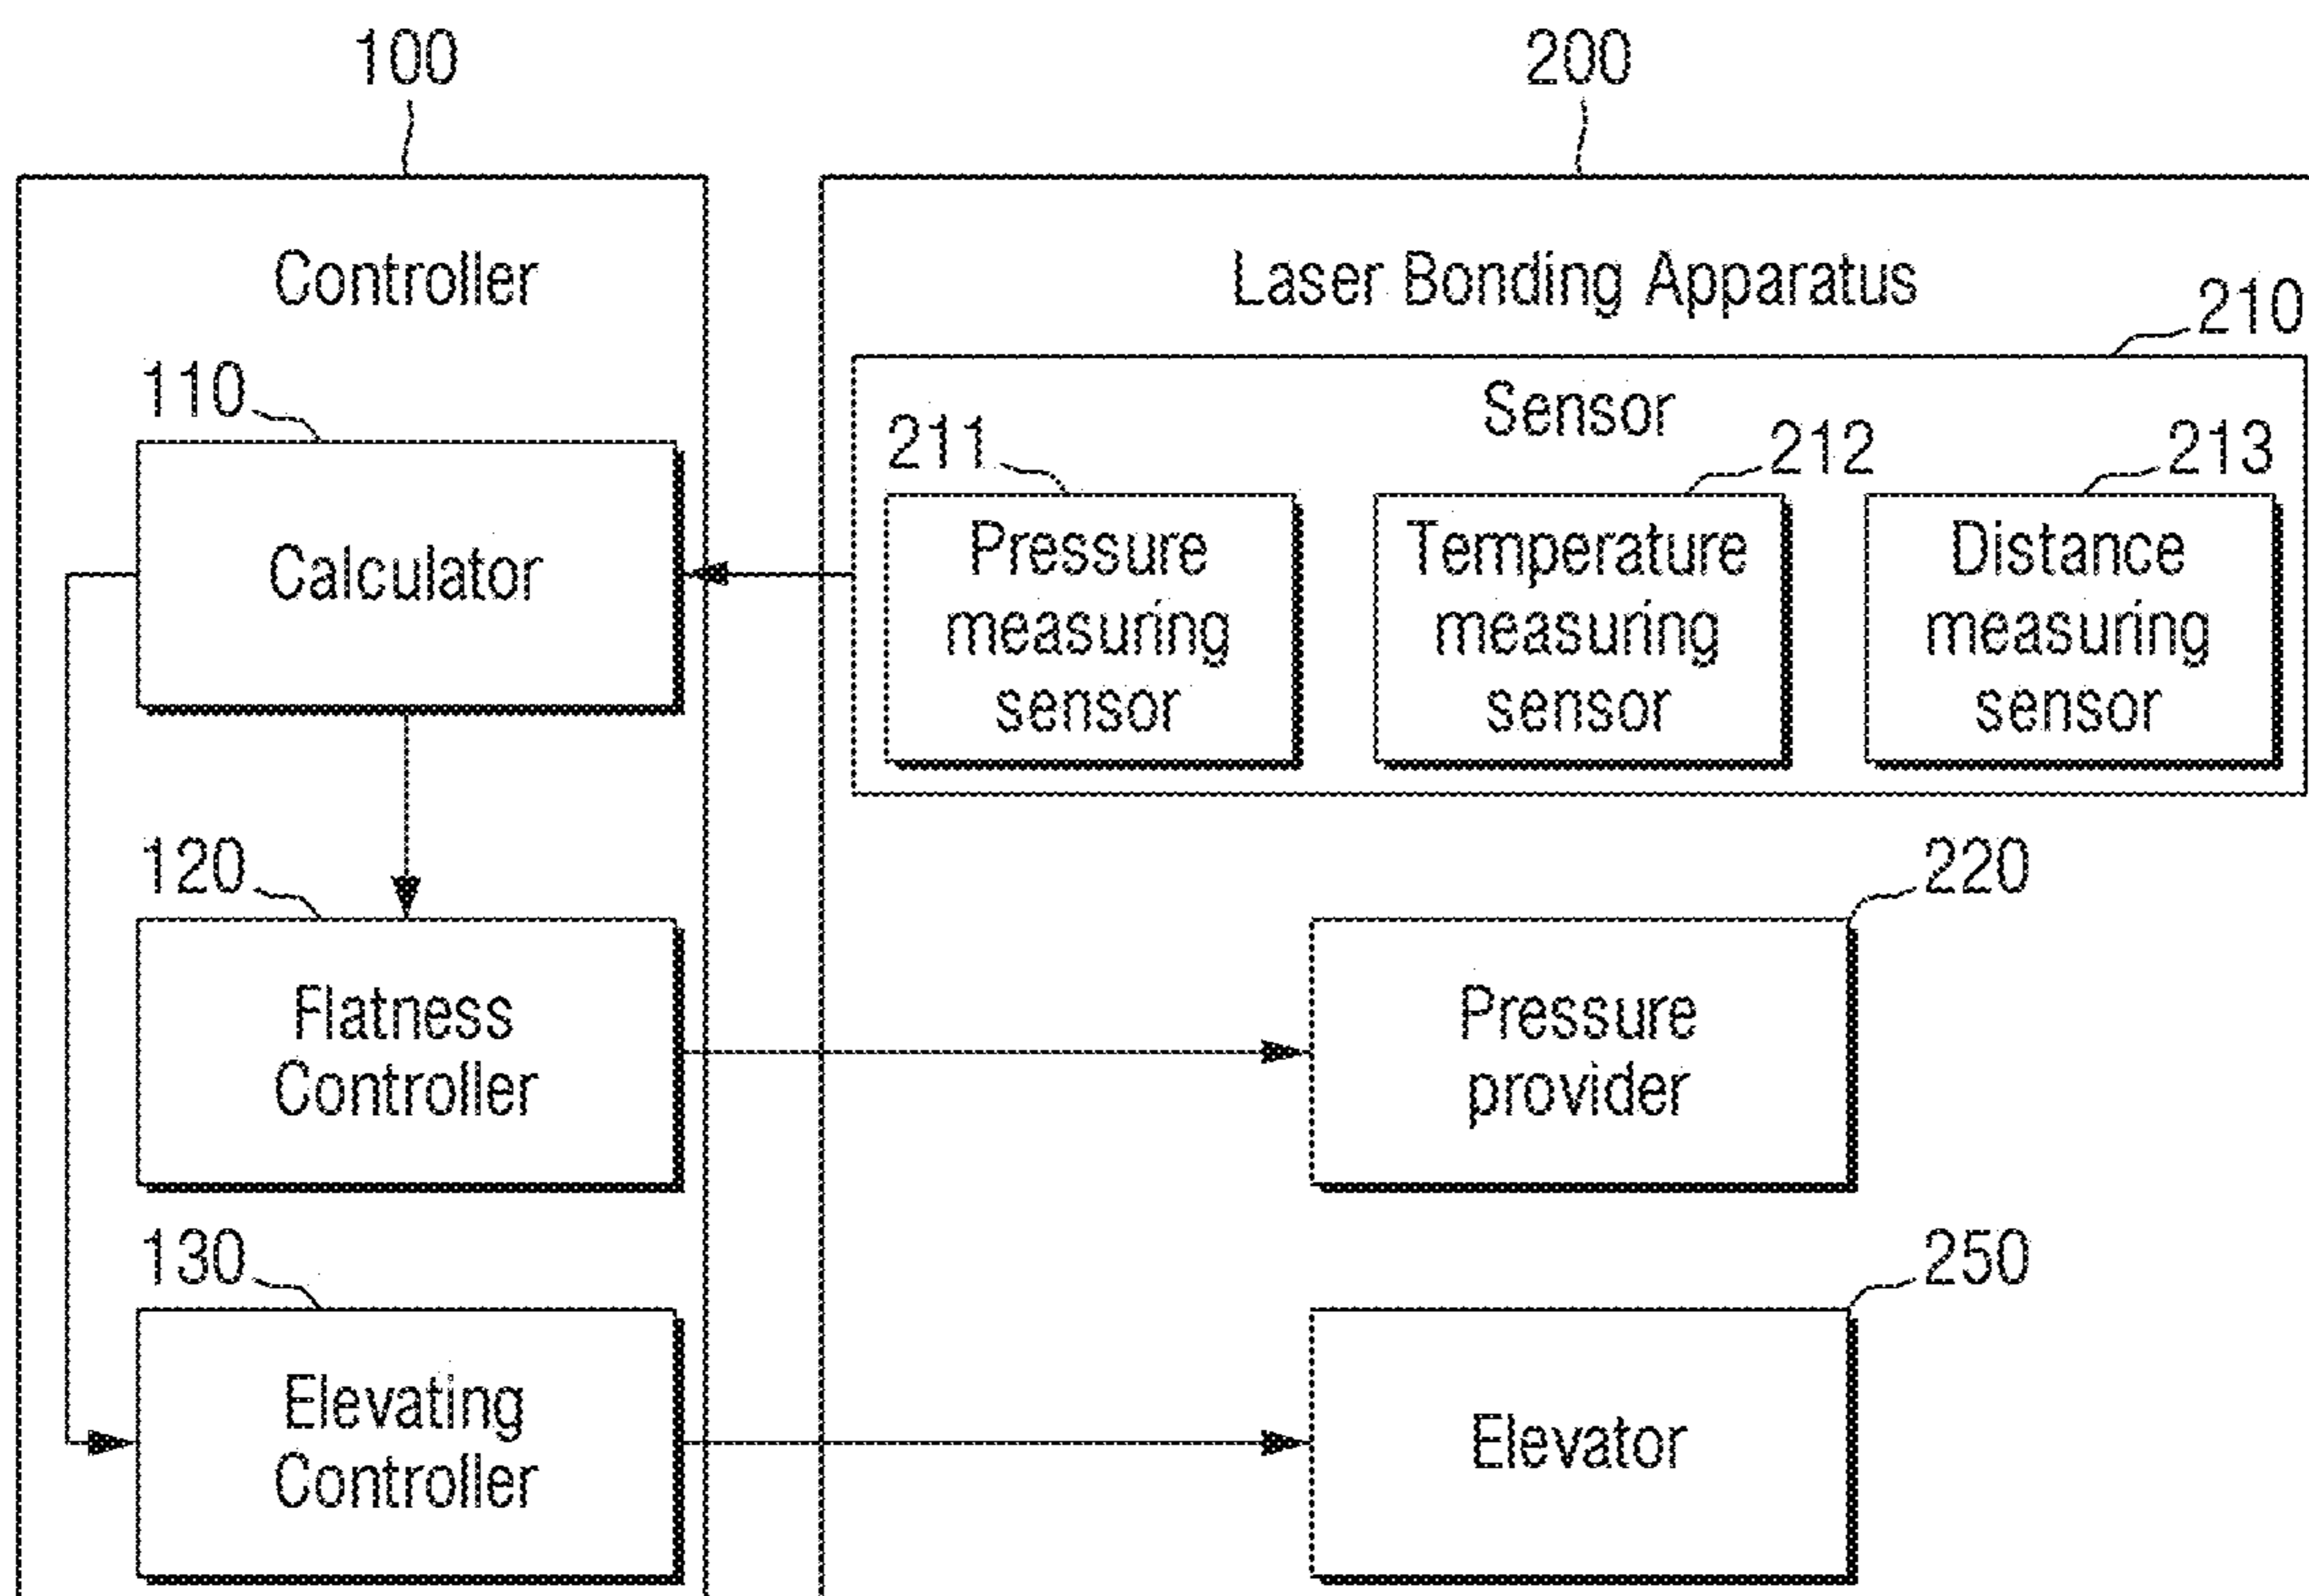 100
200
Controller
Laser Bonding Apparatus
210
110
Sensor
211
212
213
Calculator
Pressure
measuring
sensor
Temperature
measuring
sensor
Distance
measuring
sensor
120
220
Flatness
Controller
Pressure
provider
130
250
Elevating
Controller
Elevator